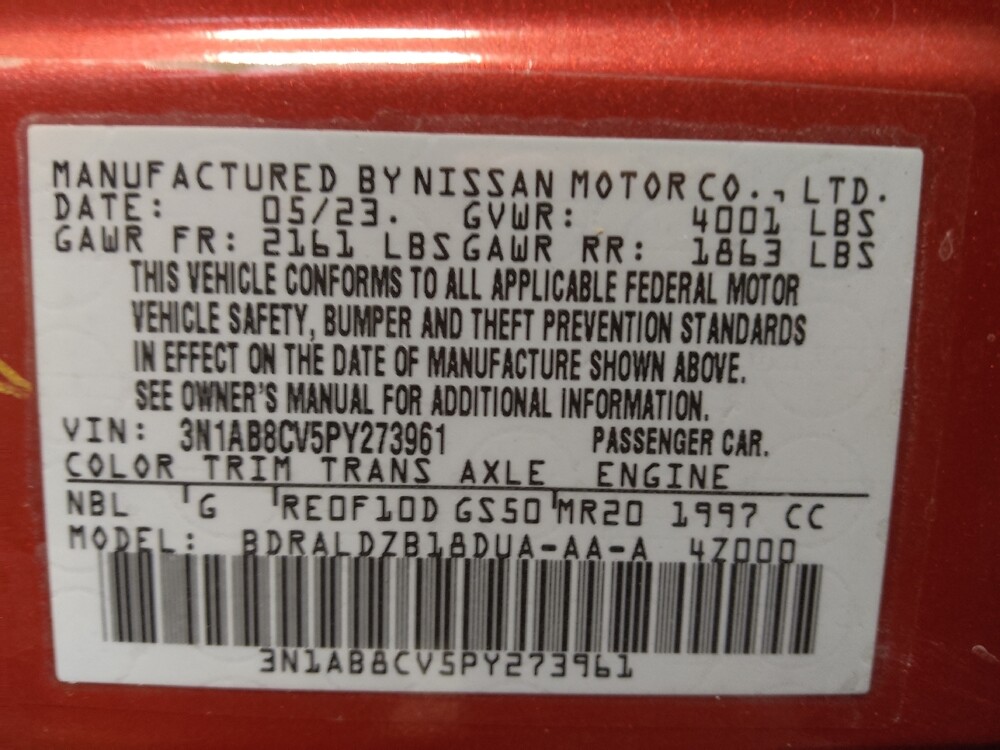 MANUFACTURED BY NISSAN MOTOR CO., LTD.
DATE: 05/23. GVWR: 4001 LBS
GAWR FR: 2161 LBS GAWR RR: 1863 LBS
THIS VEHICLE CONFORMS TO ALL APPLICABLE FEDERAL MOTOR
VEHICLE SAFETY, BUMPER AND THEFT PREVENTION STANDARDS
IN EFFECT ON THE DATE OF MANUFACTURE SHOWN ABOVE.
SEE OWNER'S MANUAL FOR ADDITIONAL INFORMATION.
VIN: 3N1AB8CV5PY273961 PASSENGER CAR.
COLOR TRIM TRANS AXLE ENGINE
NBL G RE0F10D GS50 MR20 1997 CC
MODEL: BDRALDZB18DUA-AA-A 4Z000
3N1AB8CV5PY273961